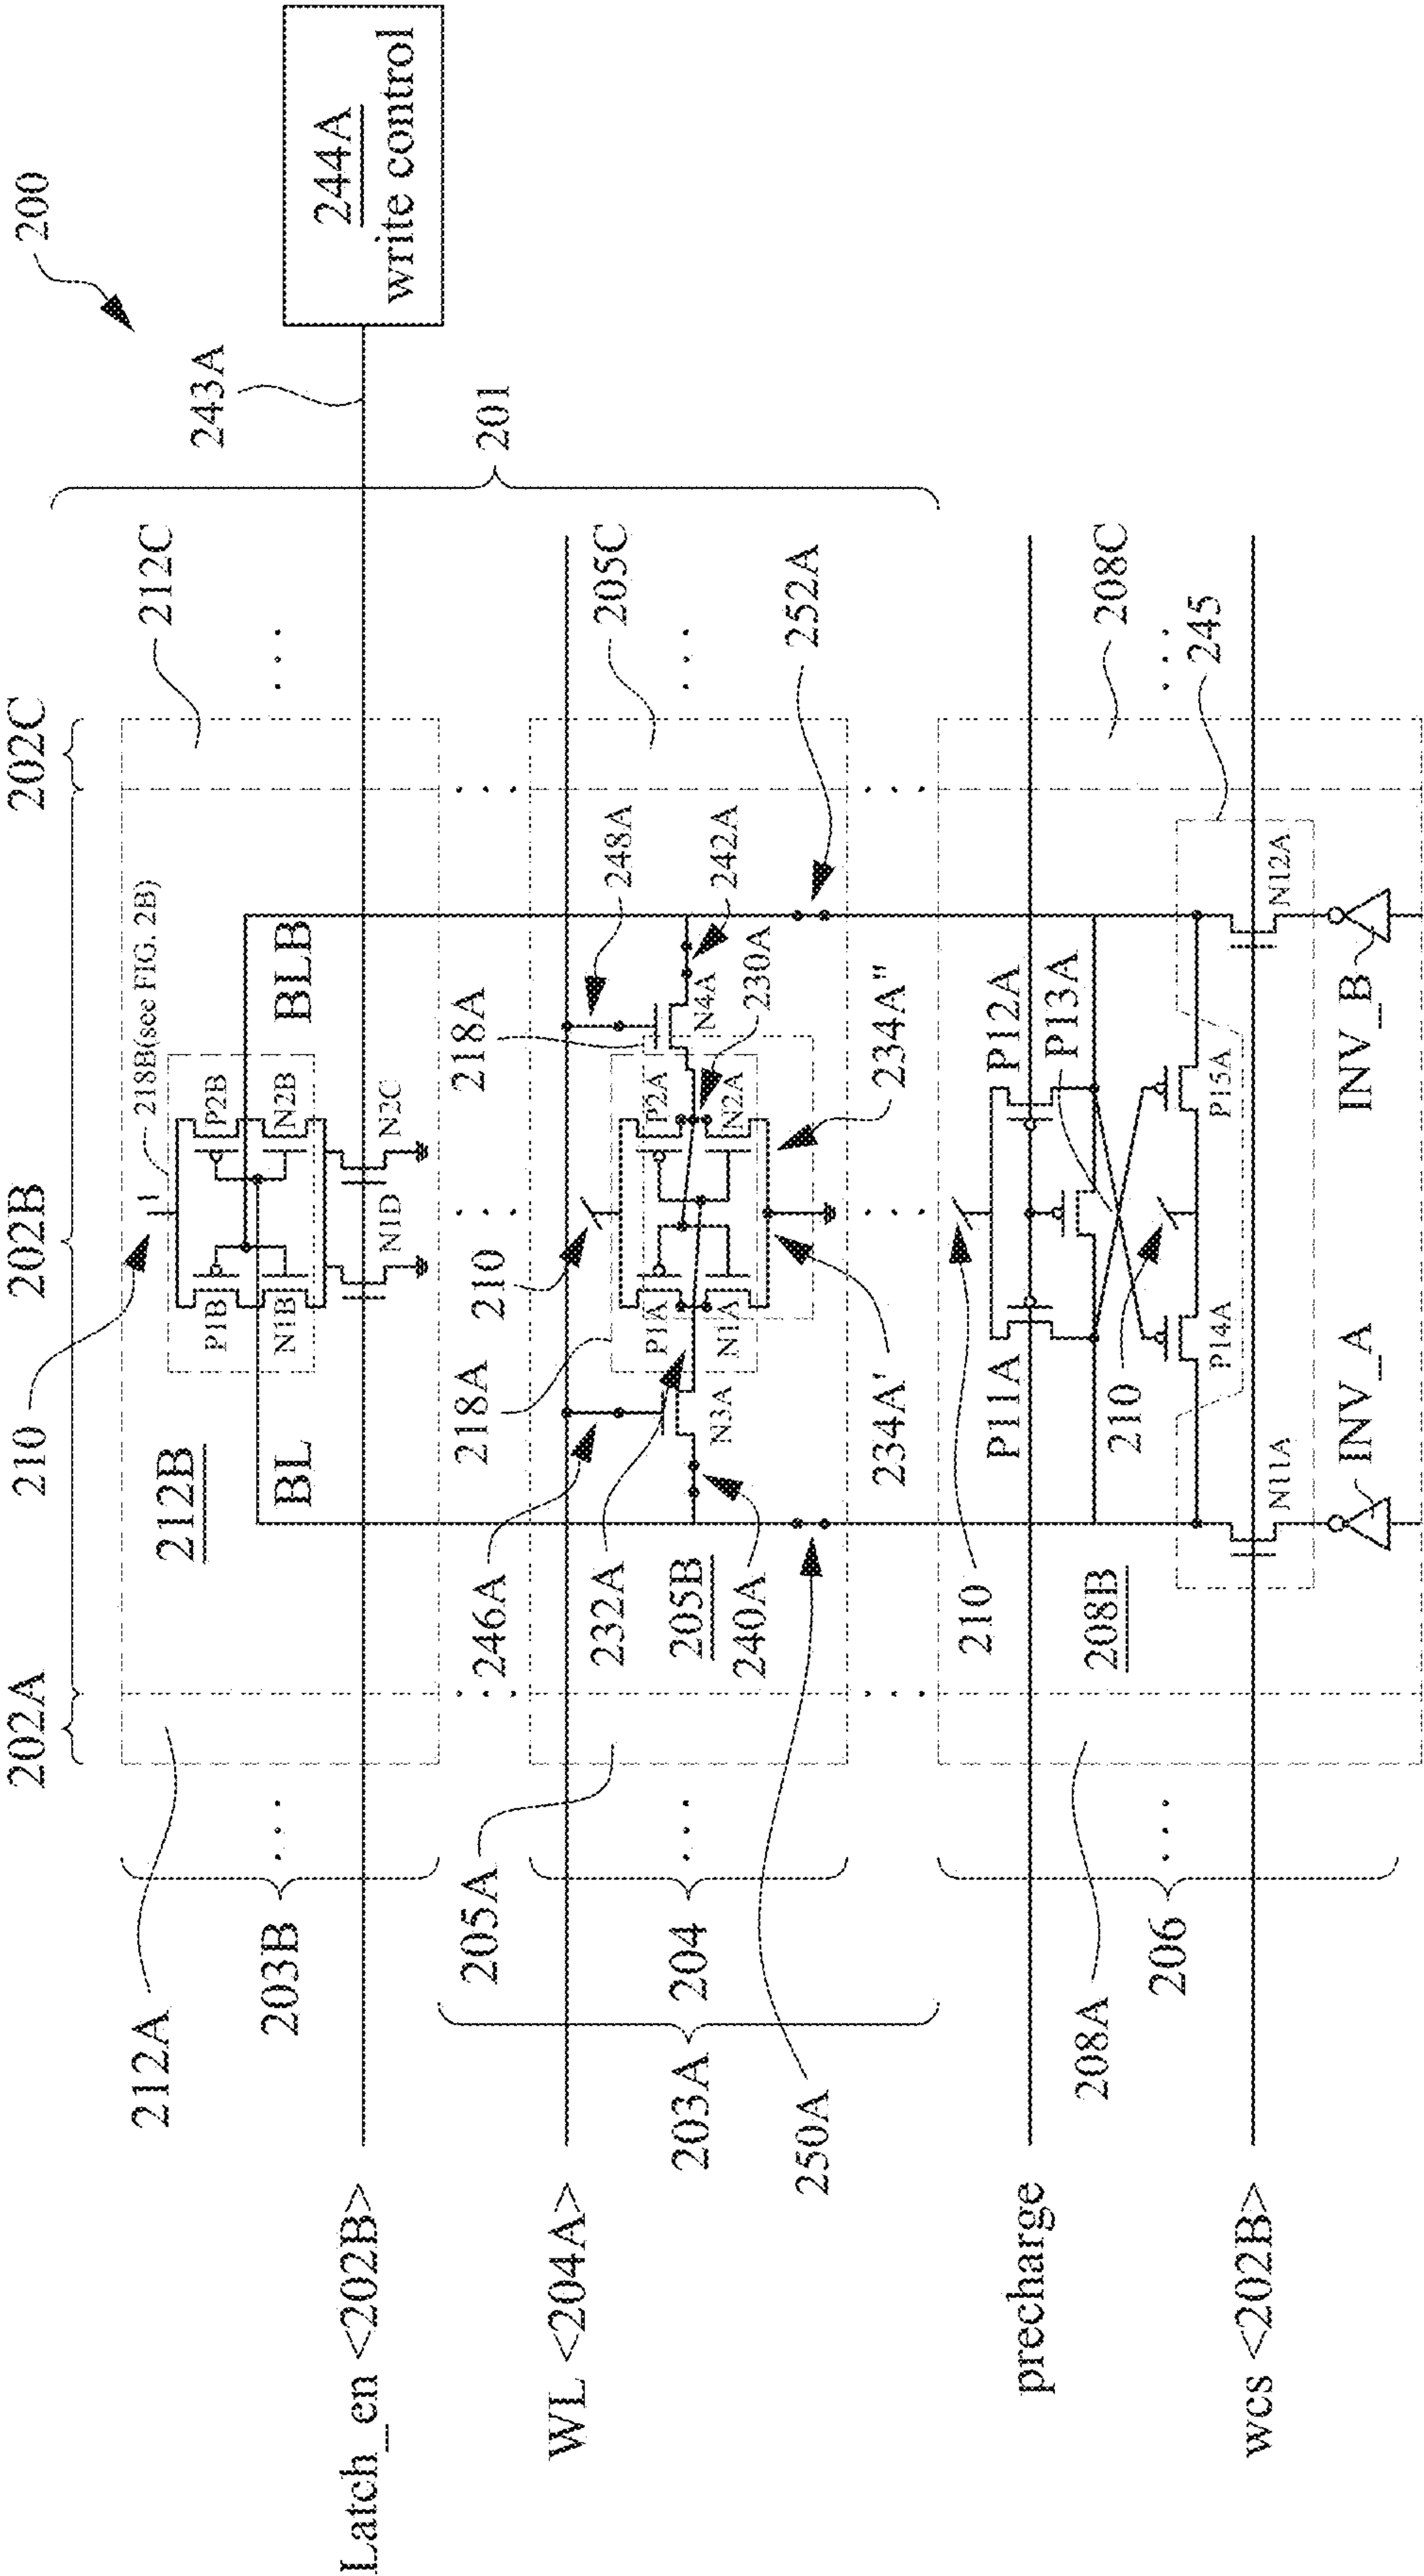 200
202A
202B
202C
210
212A
212B
212C
218B(see FIG. 2B)
P1B
P2B
N1B
N2B
BL
BLB
N1D
N2C
203B
243A
244A
write control
Latch_en <202B>
201
WL <204A>
205A
205B
205C
246A
248A
218A
210
218A
P1A
P2A
N1A
N2A
N3A
N4A
232A
230A
240A
242A
234A'
234A"
204
203A
250A
252A
precharge
210
P11A
P12A
P13A
208A
208B
208C
210
P14A
P15A
206
245
wcs <202B>
N11A
N12A
INV_A
INV_B